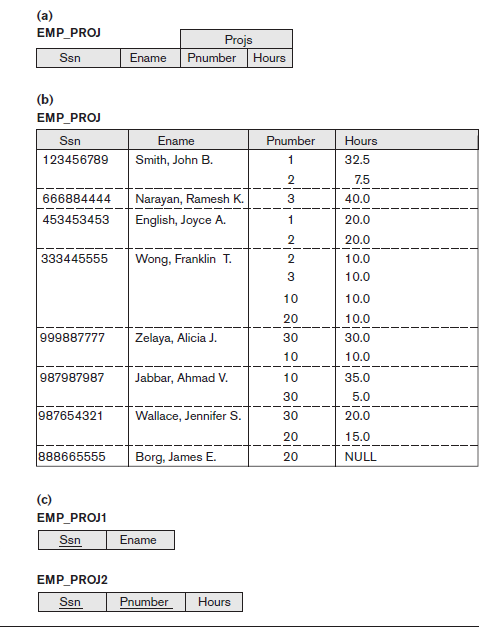 (a)
EMP_PROJ
Projs
Ssn Ename Pnumber Hours
(b)
EMP_PROJ
Ssn Ename Pnumber Hours
123456789 Smith, John B. 1 32.5
2 7.5
666884444 Narayan, Ramesh K. 3 40.0
453453453 English, Joyce A. 1 20.0
2 20.0
333445555 Wong, Franklin T. 2 10.0
3 10.0
10 10.0
20 10.0
999887777 Zelaya, Alicia J. 30 30.0
10 10.0
987987987 Jabbar, Ahmad V. 10 35.0
30 5.0
987654321 Wallace, Jennifer S. 30 20.0
20 15.0
888665555 Borg, James E. 20 NULL
(c)
EMP_PROJ1
Ssn Ename
EMP_PROJ2
Ssn Pnumber Hours